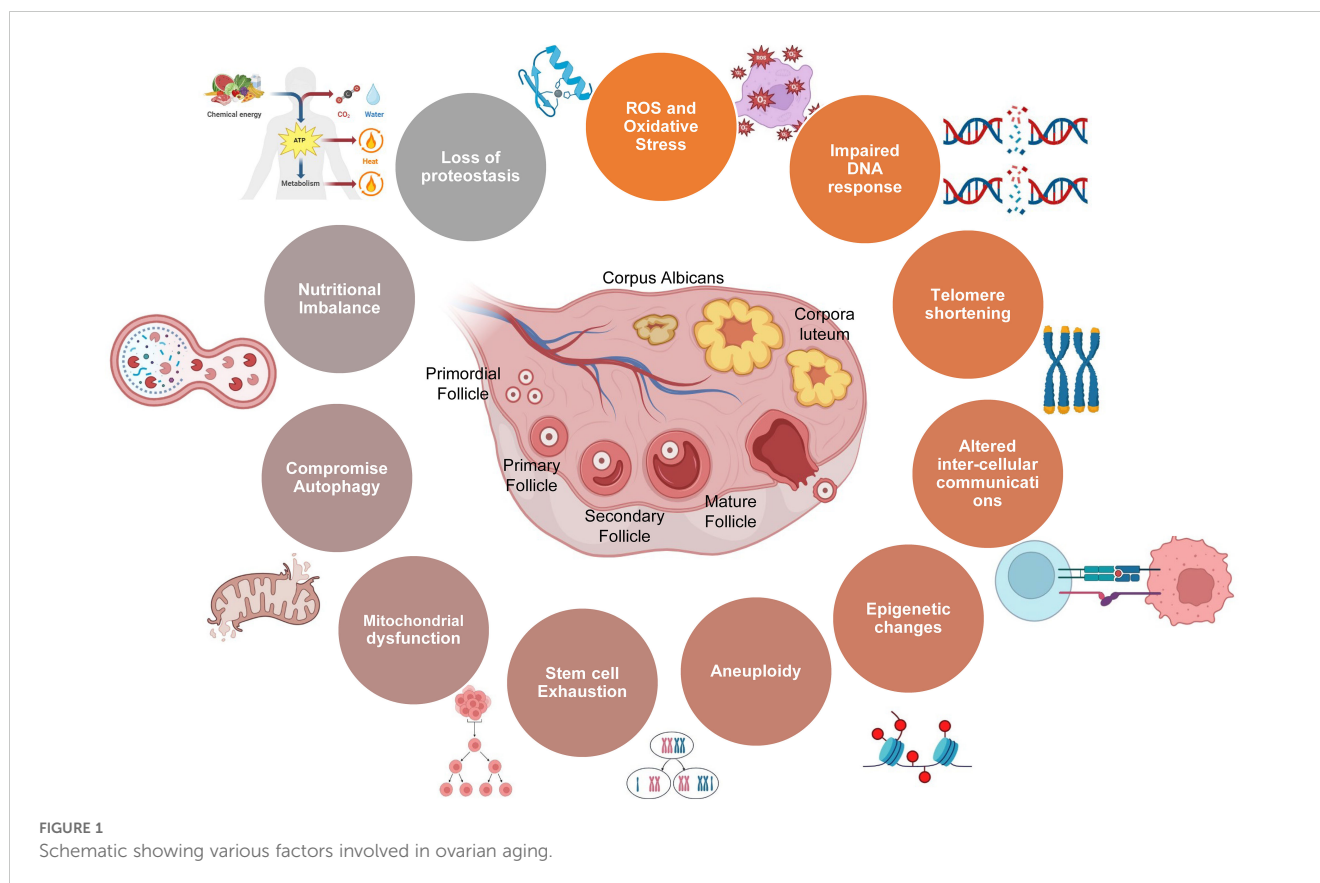 Chemical energy
CO₂
Water
ATP
Heat
Metabolism
Loss of
proteostasis
ROS and
Oxidative
Stress
ROS
O₂
Impaired
DNA
response
Nutritional
Imbalance
Telomere
shortening
Compromise
Autophagy
Altered
inter-cellular
communicati
ons
Mitochondrial
dysfunction
Epigenetic
changes
Stem cell
Exhaustion
Aneuploidy
Corpus Albicans
Corpora
luteum
Primordial
Follicle
Primary
Follicle
Secondary
Follicle
Mature
Follicle
FIGURE 1
Schematic showing various factors involved in ovarian aging.